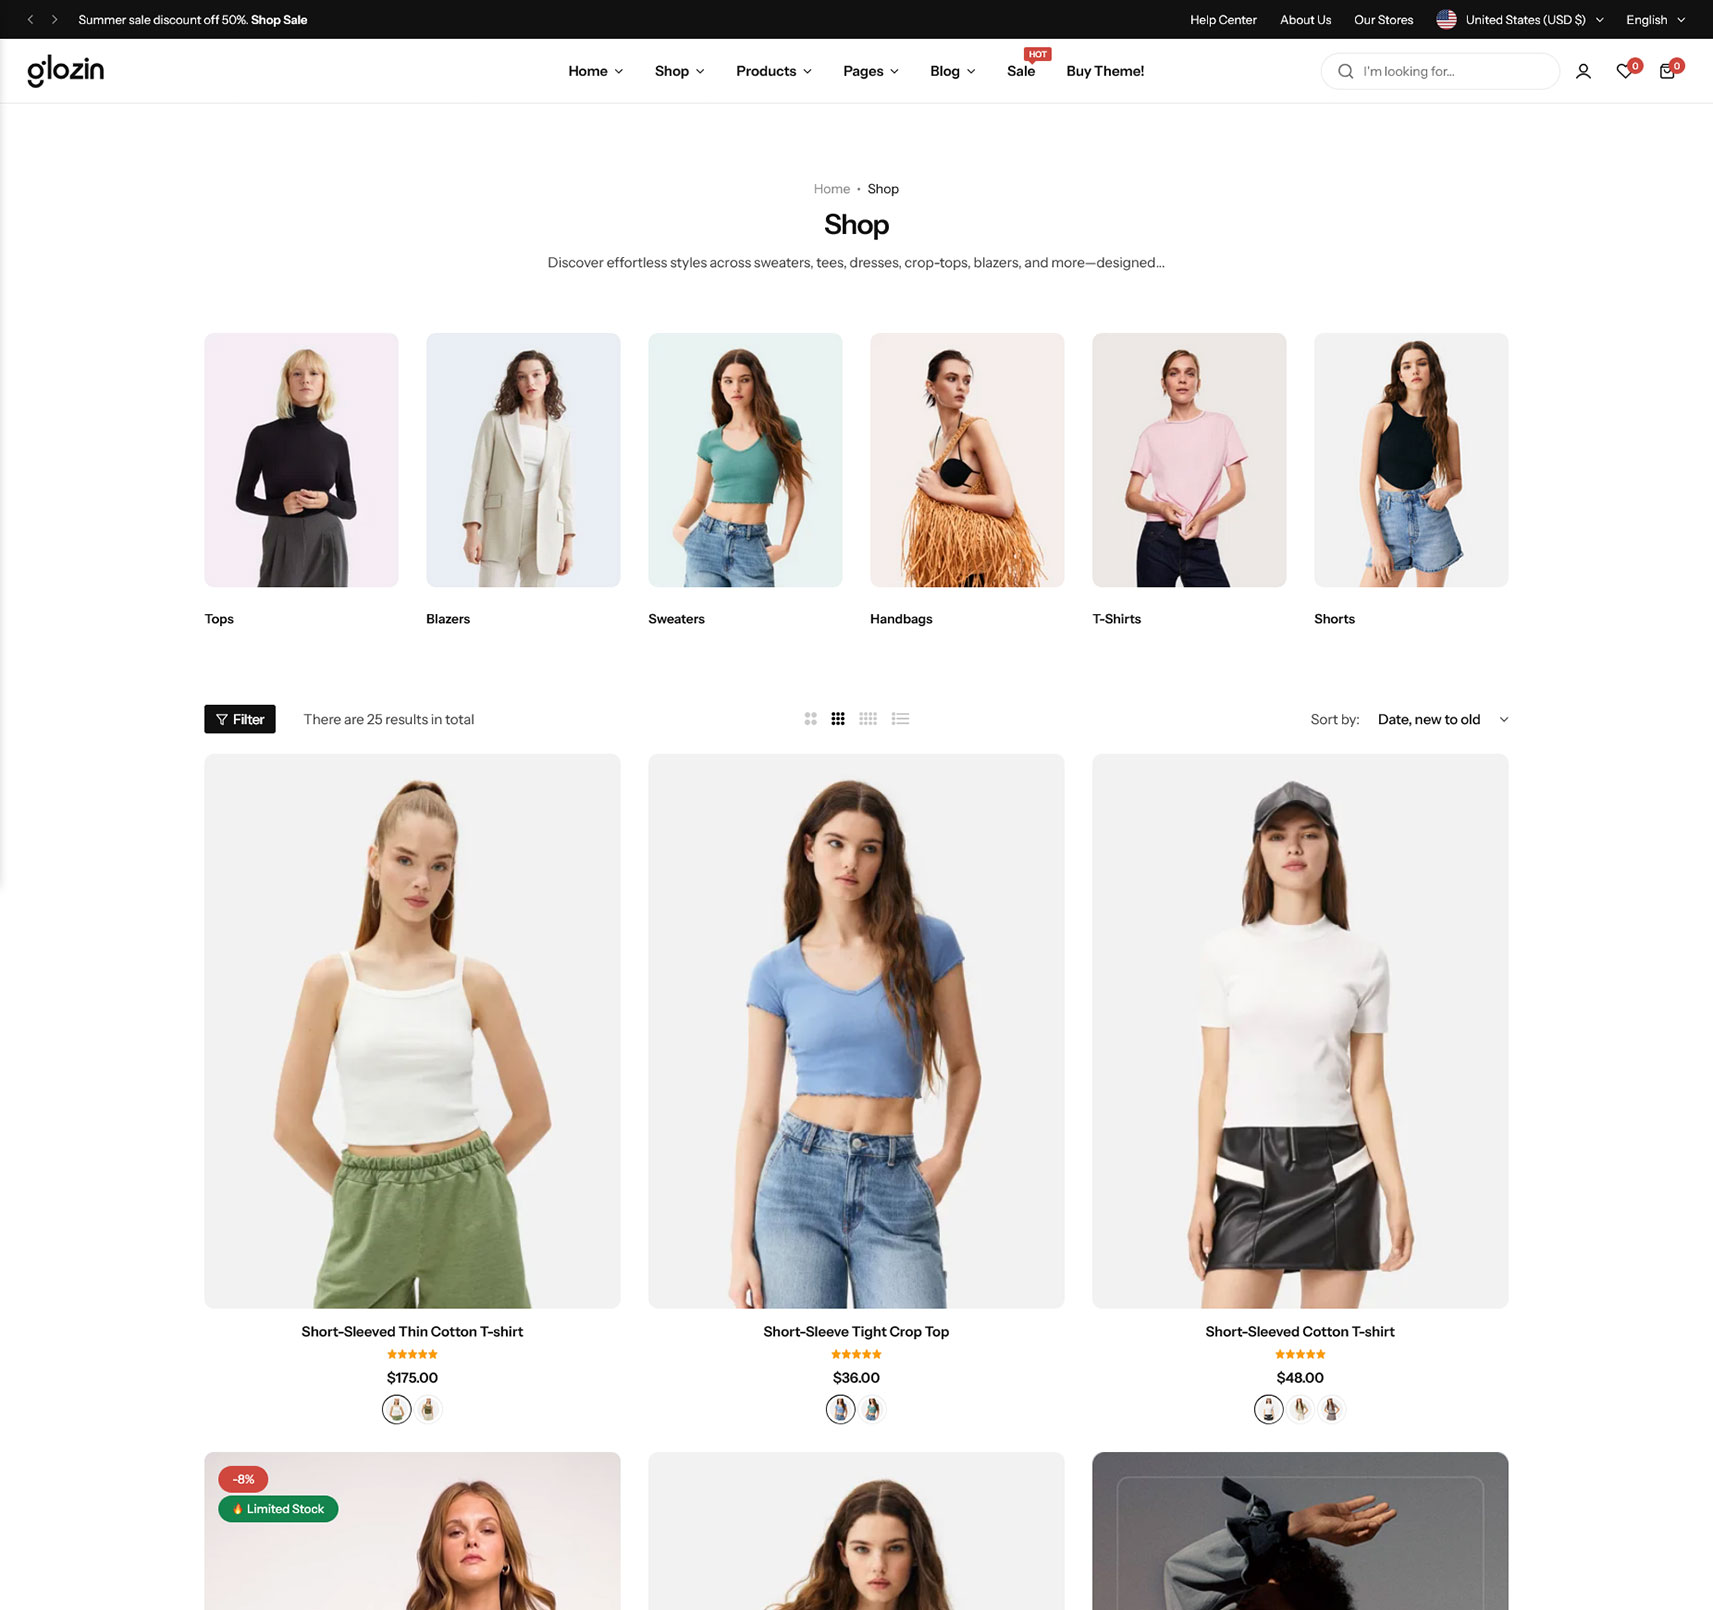 Summer sale discount off 50%. Shop Sale
Help Center
About Us
Our Stores
United States (USD $)
English
glozin
Home
Shop
Products
Pages
Blog
Sale
HOT
Buy Theme!
I'm looking for...
0
0
Home • Shop
Shop
Discover effortless styles across sweaters, tees, dresses, crop-tops, blazers, and more—designed...
Tops
Blazers
Sweaters
Handbags
T-Shirts
Shorts
Filter
There are 25 results in total
Sort by:
Date, new to old
Short-Sleeved Thin Cotton T-shirt
$175.00
Short-Sleeve Tight Crop Top
$36.00
Short-Sleeved Cotton T-shirt
$48.00
-8%
Limited Stock